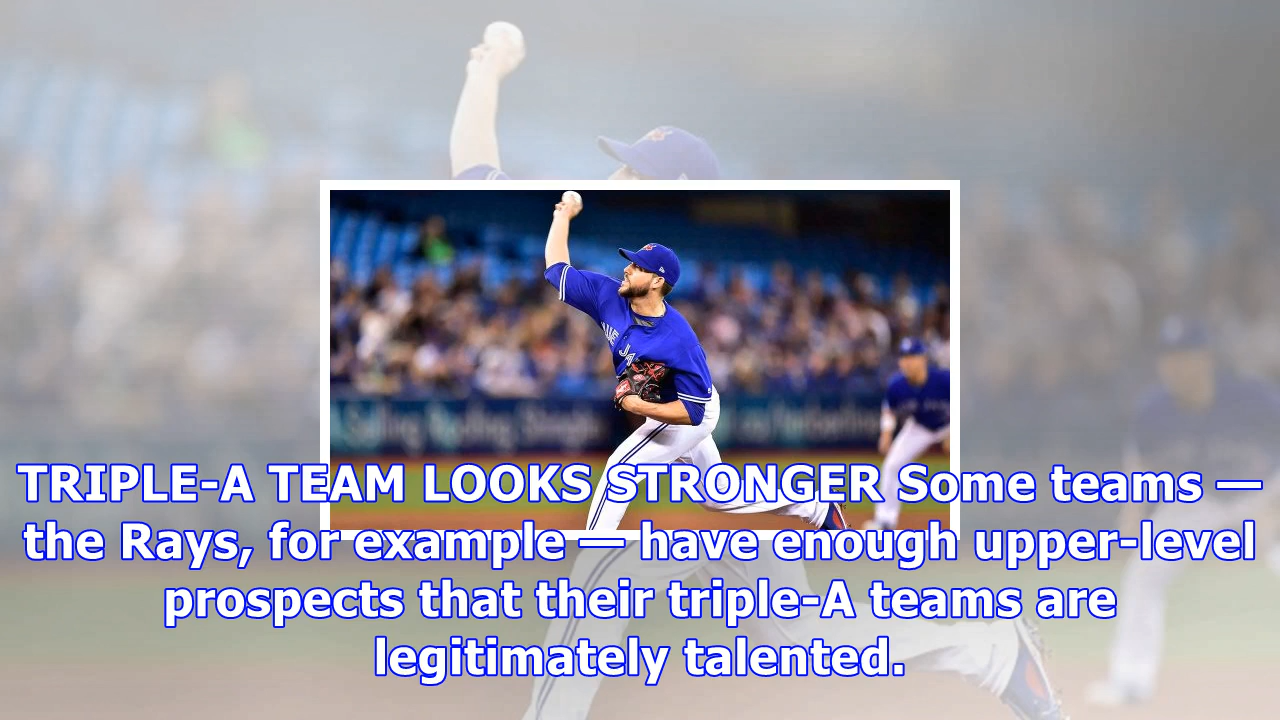 TRIPLE-A TEAM LOOKS STRONGER Some teams —
the Rays, for example — have enough upper-level
prospects that their triple-A teams are
legitimately talented.